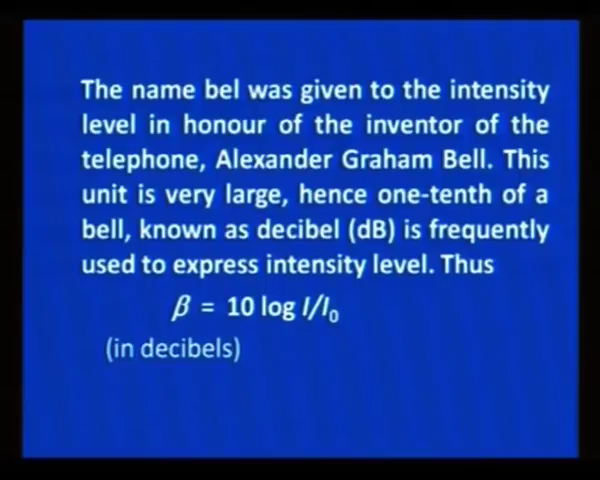 The name bel was given to the intensity
level in honour of the inventor of the
telephone, Alexander Graham Bell. This
unit is very large, hence one-tenth of a
bell, known as decibel (dB) is frequently
used to express intensity level. Thus
β = 10 log I/I₀
(in decibels)